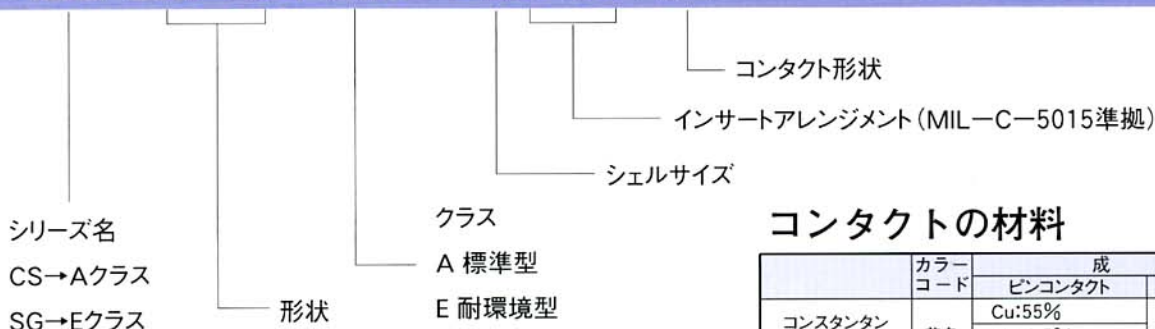 コンタクト形状
インサートアレンジメント(MIL-C-5015準拠)
シェルサイズ
シリーズ名
CS→Aクラス
SG→Eクラス
形状
クラス
A 標準型
E 耐環境型
コンタクトの材料
カラーコード
成
ピンコンタクト
コンスタンタン
Cu:55%